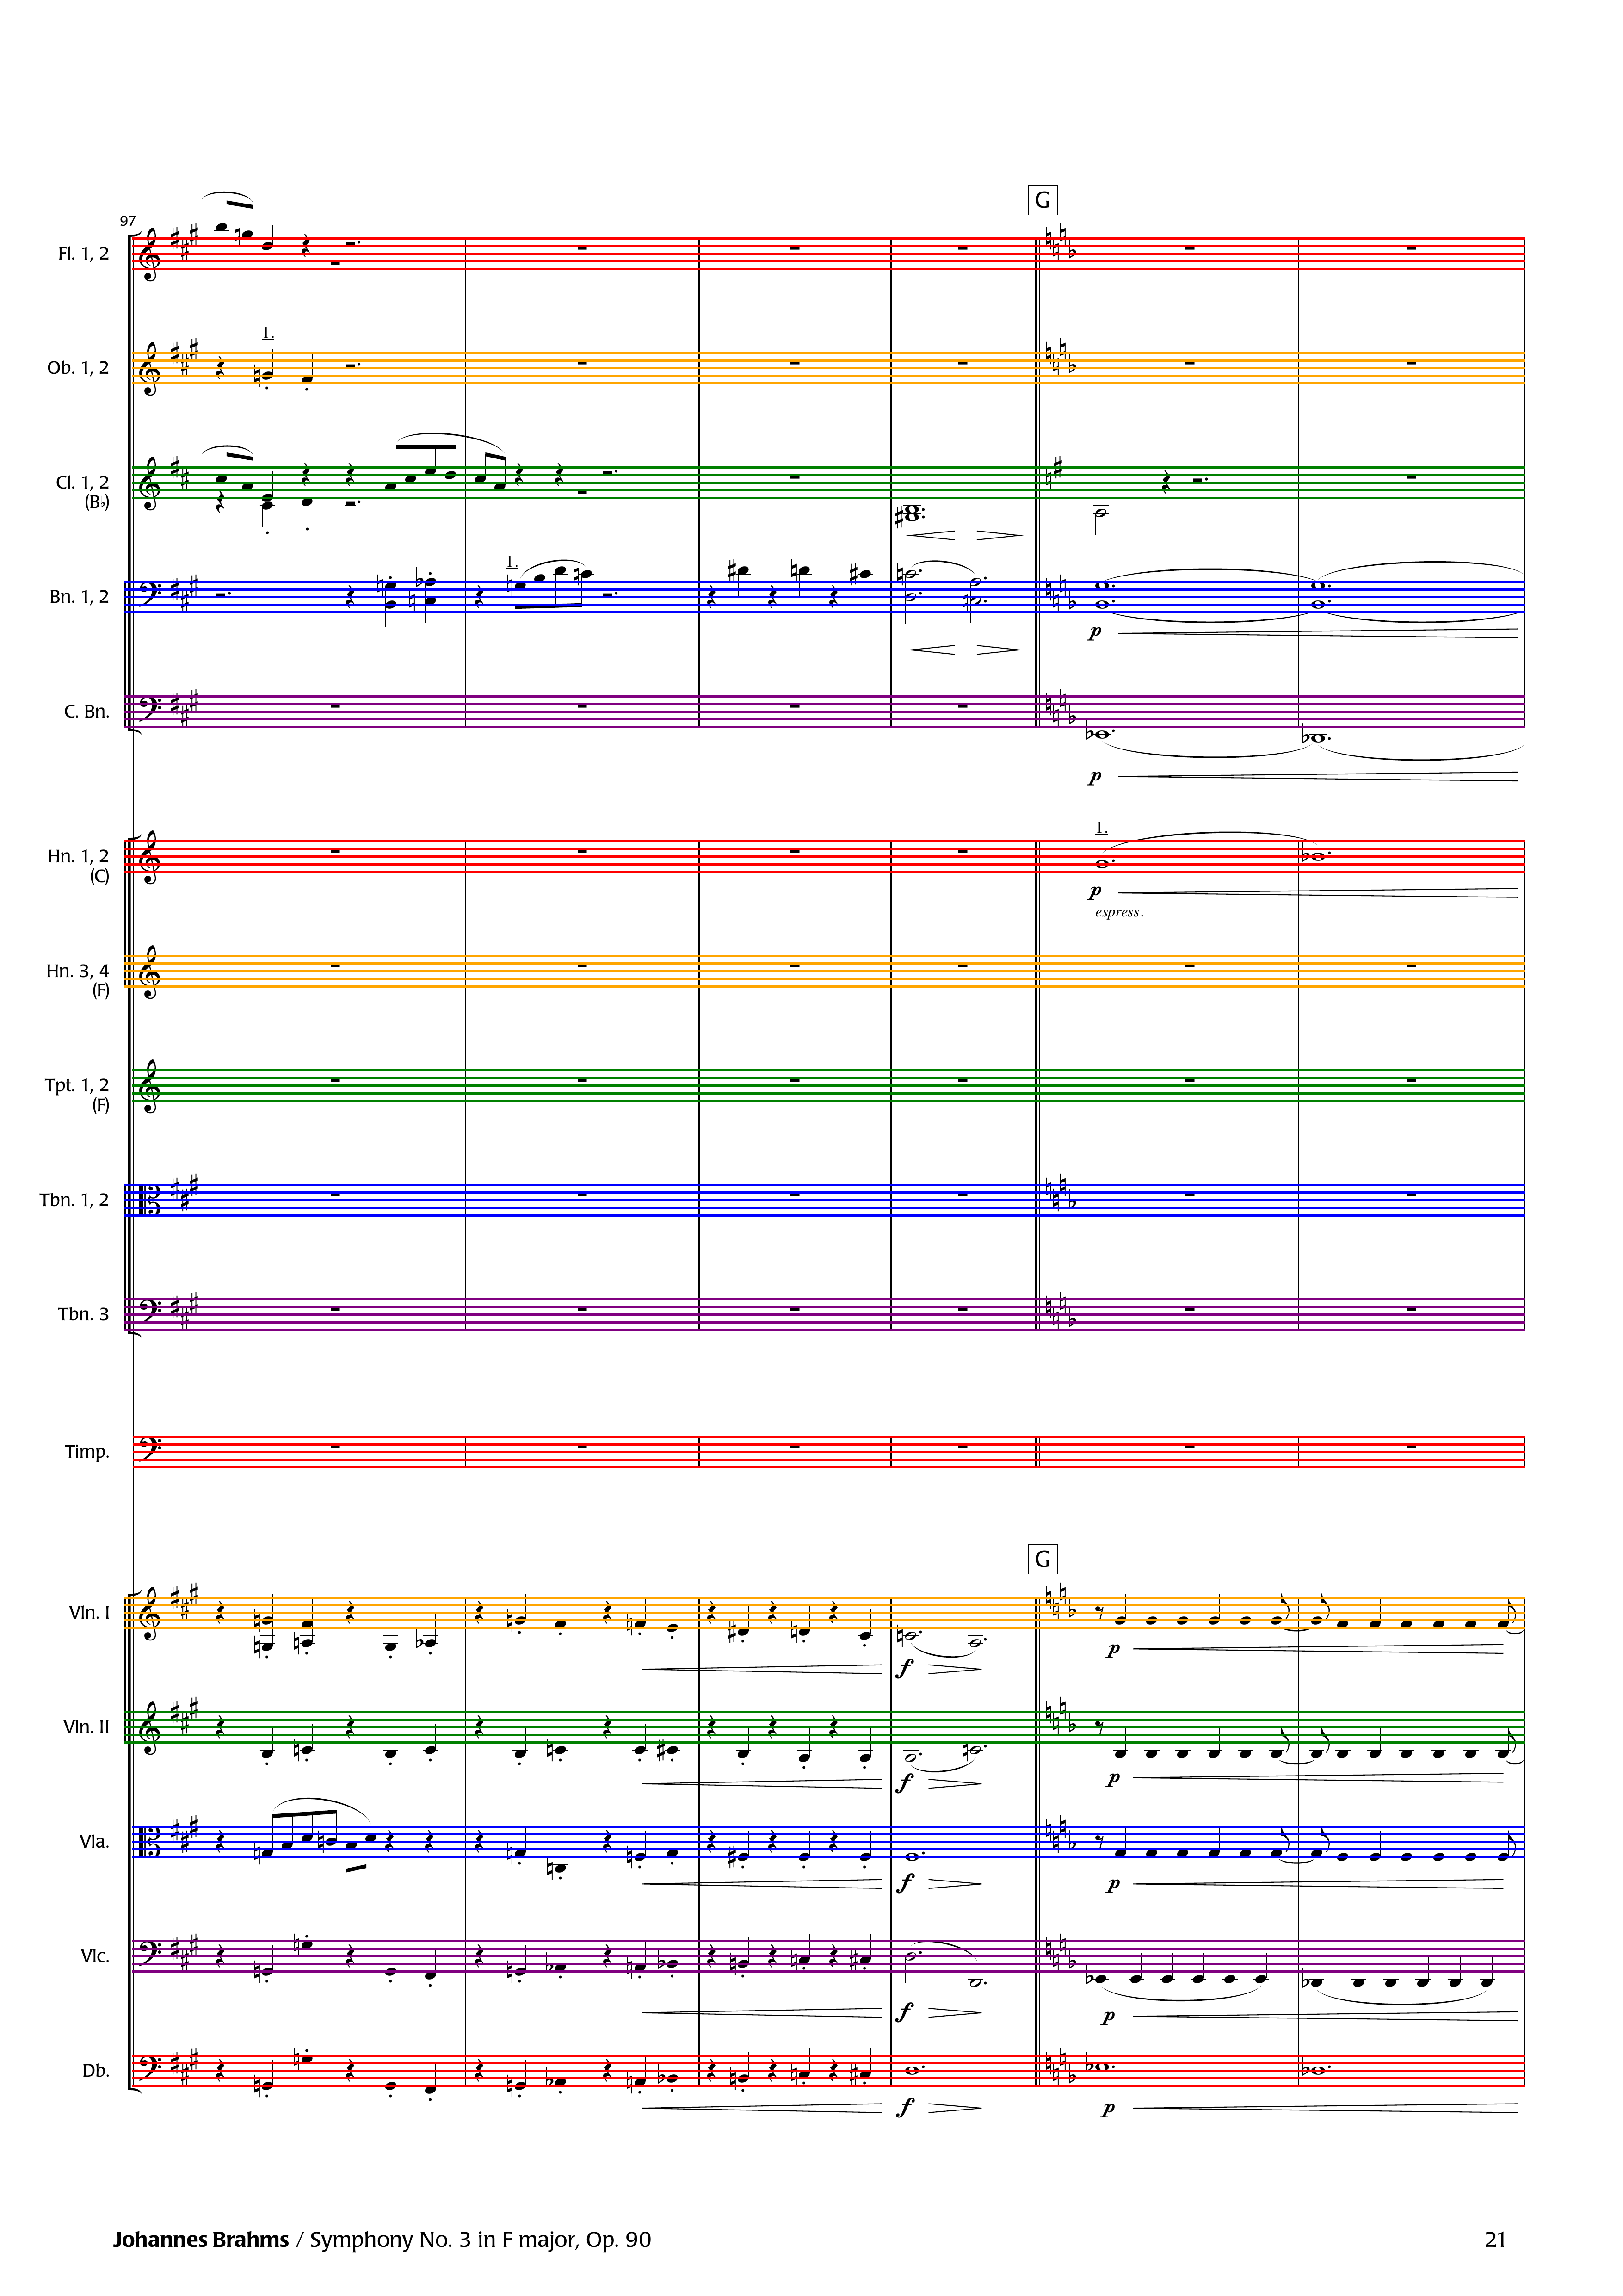 G
97
Fl. 1, 2
1.
Ob. 1, 2
Cl. 1, 2
(B♭)
1.
Bn. 1, 2
p
C. Bn.
p
1.
Hn. 1, 2
(C)
p
espress.
Hn. 3, 4
(F)
Tpt. 1, 2
(F)
Tbn. 1, 2
Tbn. 3
Timp.
G
Vln. I
f
p
Vln. II
f
p
Vla.
f
p
Vlc.
f
p
Db.
f
p
Johannes Brahms / Symphony No. 3 in F major, Op. 90
21